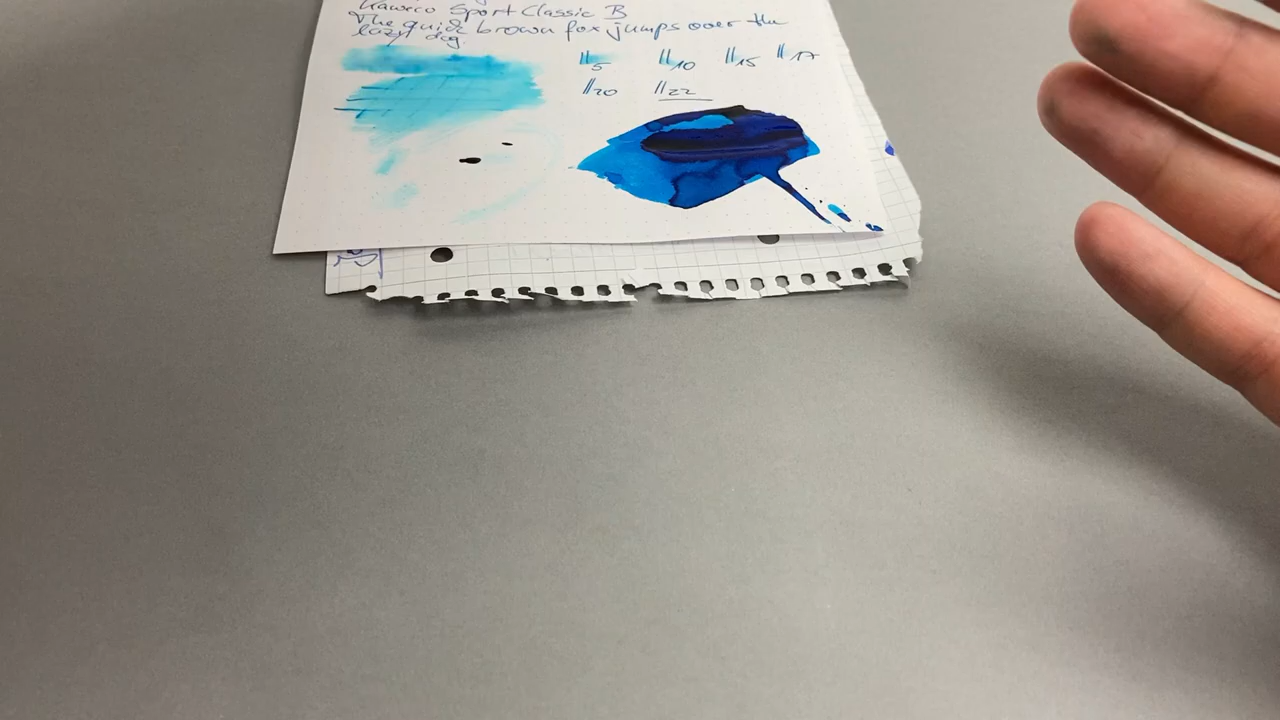 Kaweco Sport Classic B
The quick brown fox jumps over the
lazy dog.
5 10 15 17
20 22